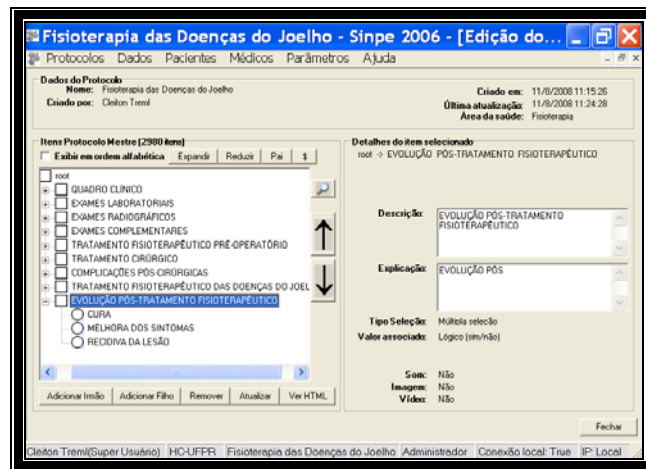 Fisioterapia das Doenças do Joelho - Sinpe 2006 - [Edição do...
Protocolos Dados Pacientes Médicos Parâmetros Ajuda
Dados do Protocolo
Nome: Fisioterapia das Doenças do Joelho
Criado por: Cleiton Treml
Criado em: 11/8/2008 11:15:26
Última atualização: 11/8/2008 11:24:28
Área da saúde: Fisioterapia
Itens Protocolo Mestre [2980 itens]
Exibir em ordem alfabética Expandir Reduzir Pai $
root
QUADRO CLÍNICO
EXAMES LABORATORIAIS
EXAMES RADIOGRÁFICOS
EXAMES COMPLEMENTARES
TRATAMENTO FISIOTERAPÊUTICO PRÉ-OPERATÓRIO
TRATAMENTO CIRÚRGICO
COMPLICAÇÕES PÓS-CIRÚRGICAS
TRATAMENTO FISIOTERAPÊUTICO DAS DOENÇAS DO JOEL
EVOLUÇÃO PÓS-TRATAMENTO FISIOTERAPÊUTICO
CURA
MELHORA DOS SINTOMAS
RECIDIVA DA LESÃO
Adicionar Irmão Adicionar Filho Remover Atualizar Ver HTML
Detalhes do item selecionado
root -> EVOLUÇÃO PÓS-TRATAMENTO FISIOTERAPÊUTICO
Descrição: EVOLUÇÃO PÓS-TRATAMENTO
FISIOTERAPÊUTICO
Explicação: EVOLUÇÃO PÓS
Tipo Seleção: Múltipla selecão
Valor associado: Lógico (sim/não)
Som: Não
Imagem: Não
Vídeo: Não
Fechar
Cleiton Treml(Super Usuário) HC-UFPR Fisioterapia das Doenças do Joelho Administrador Conexão local: True IP: Local